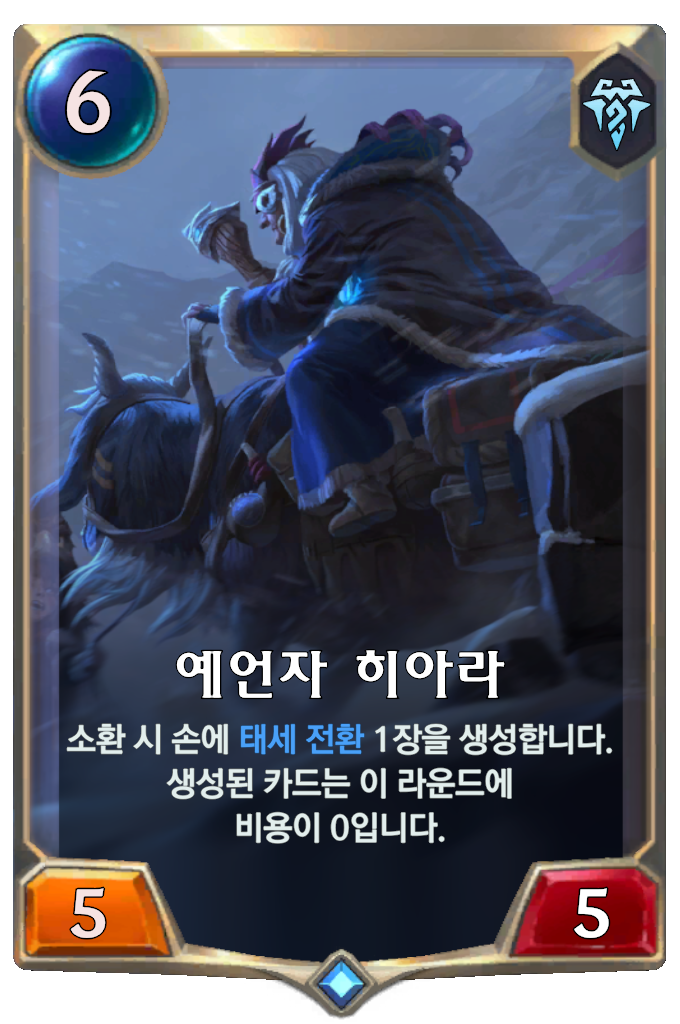 6
예언자 히아라
소환 시 손에 태세 전환 1장을 생성합니다.
생성된 카드는 이 라운드에
비용이 0입니다.
5 5